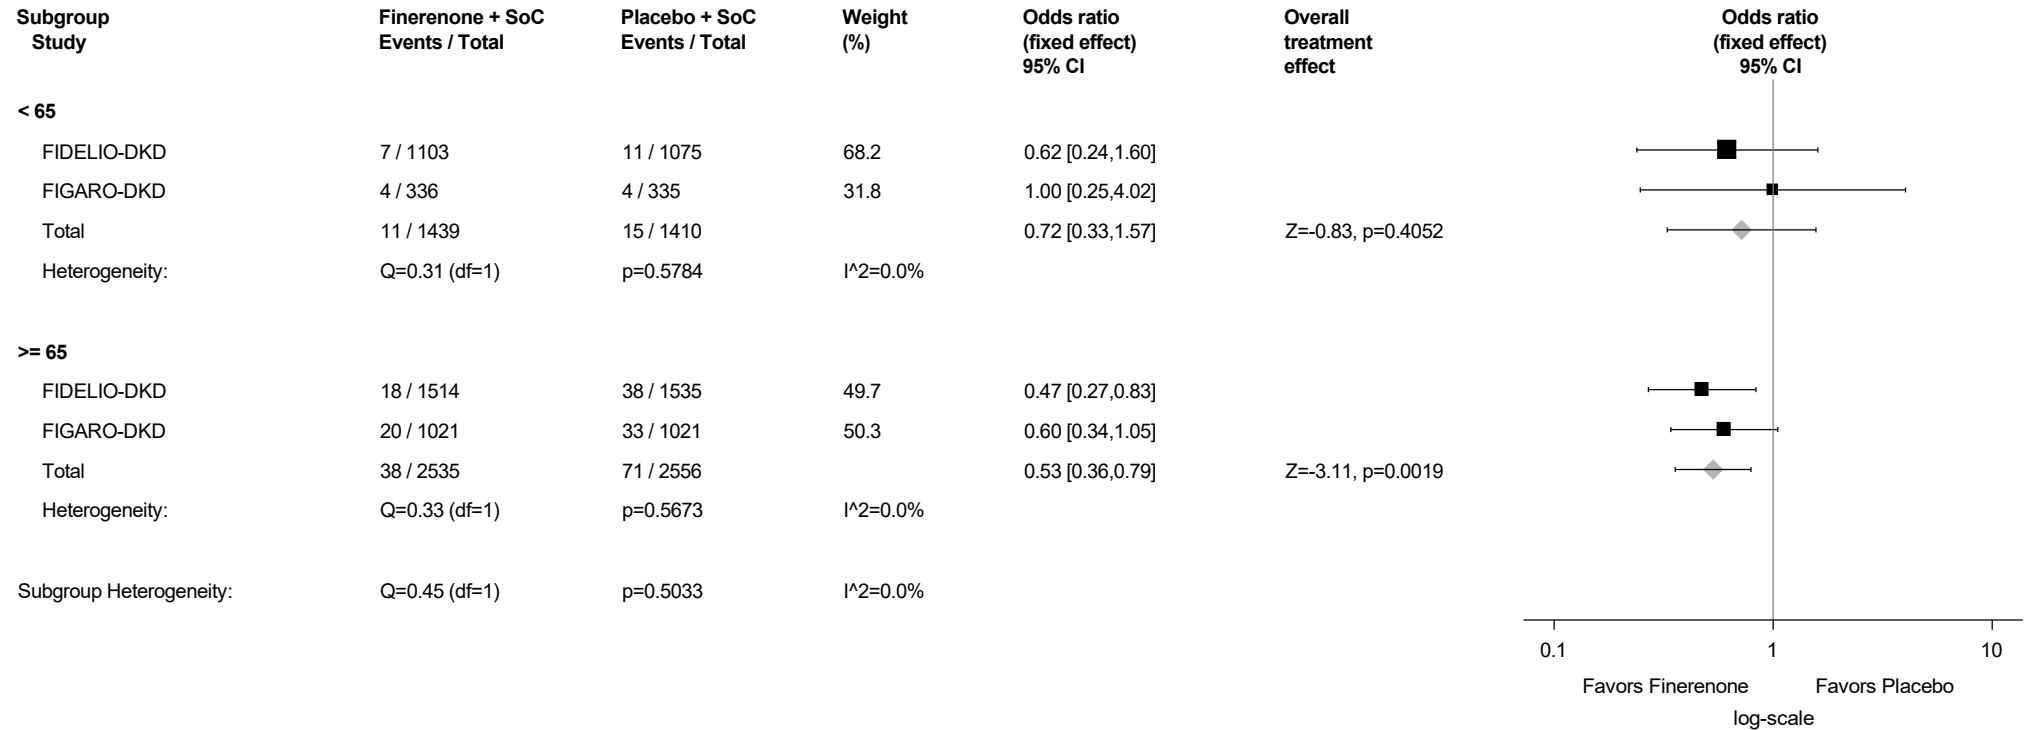 Subgroup Finerenone + SoC Placebo + SoC Weight Odds ratio Overall Odds ratio
Study Events / Total Events / Total (%) (fixed effect) treatment (fixed effect)
95% CI effect 95% CI
< 65
FIDELIO-DKD 7 / 1103 11 / 1075 68.2 0.62 [0.24,1.60]
FIGARO-DKD 4 / 336 4 / 335 31.8 1.00 [0.25,4.02]
Total 11 / 1439 15 / 1410 0.72 [0.33,1.57] Z=-0.83, p=0.4052
Heterogeneity: Q=0.31 (df=1) p=0.5784 I^2=0.0%
>= 65
FIDELIO-DKD 18 / 1514 38 / 1535 49.7 0.47 [0.27,0.83]
FIGARO-DKD 20 / 1021 33 / 1021 50.3 0.60 [0.34,1.05]
Total 38 / 2535 71 / 2556 0.53 [0.36,0.79] Z=-3.11, p=0.0019
Heterogeneity: Q=0.33 (df=1) p=0.5673 I^2=0.0%
Subgroup Heterogeneity: Q=0.45 (df=1) p=0.5033 I^2=0.0%
0.1 1 10
Favors Finerenone Favors Placebo
log-scale